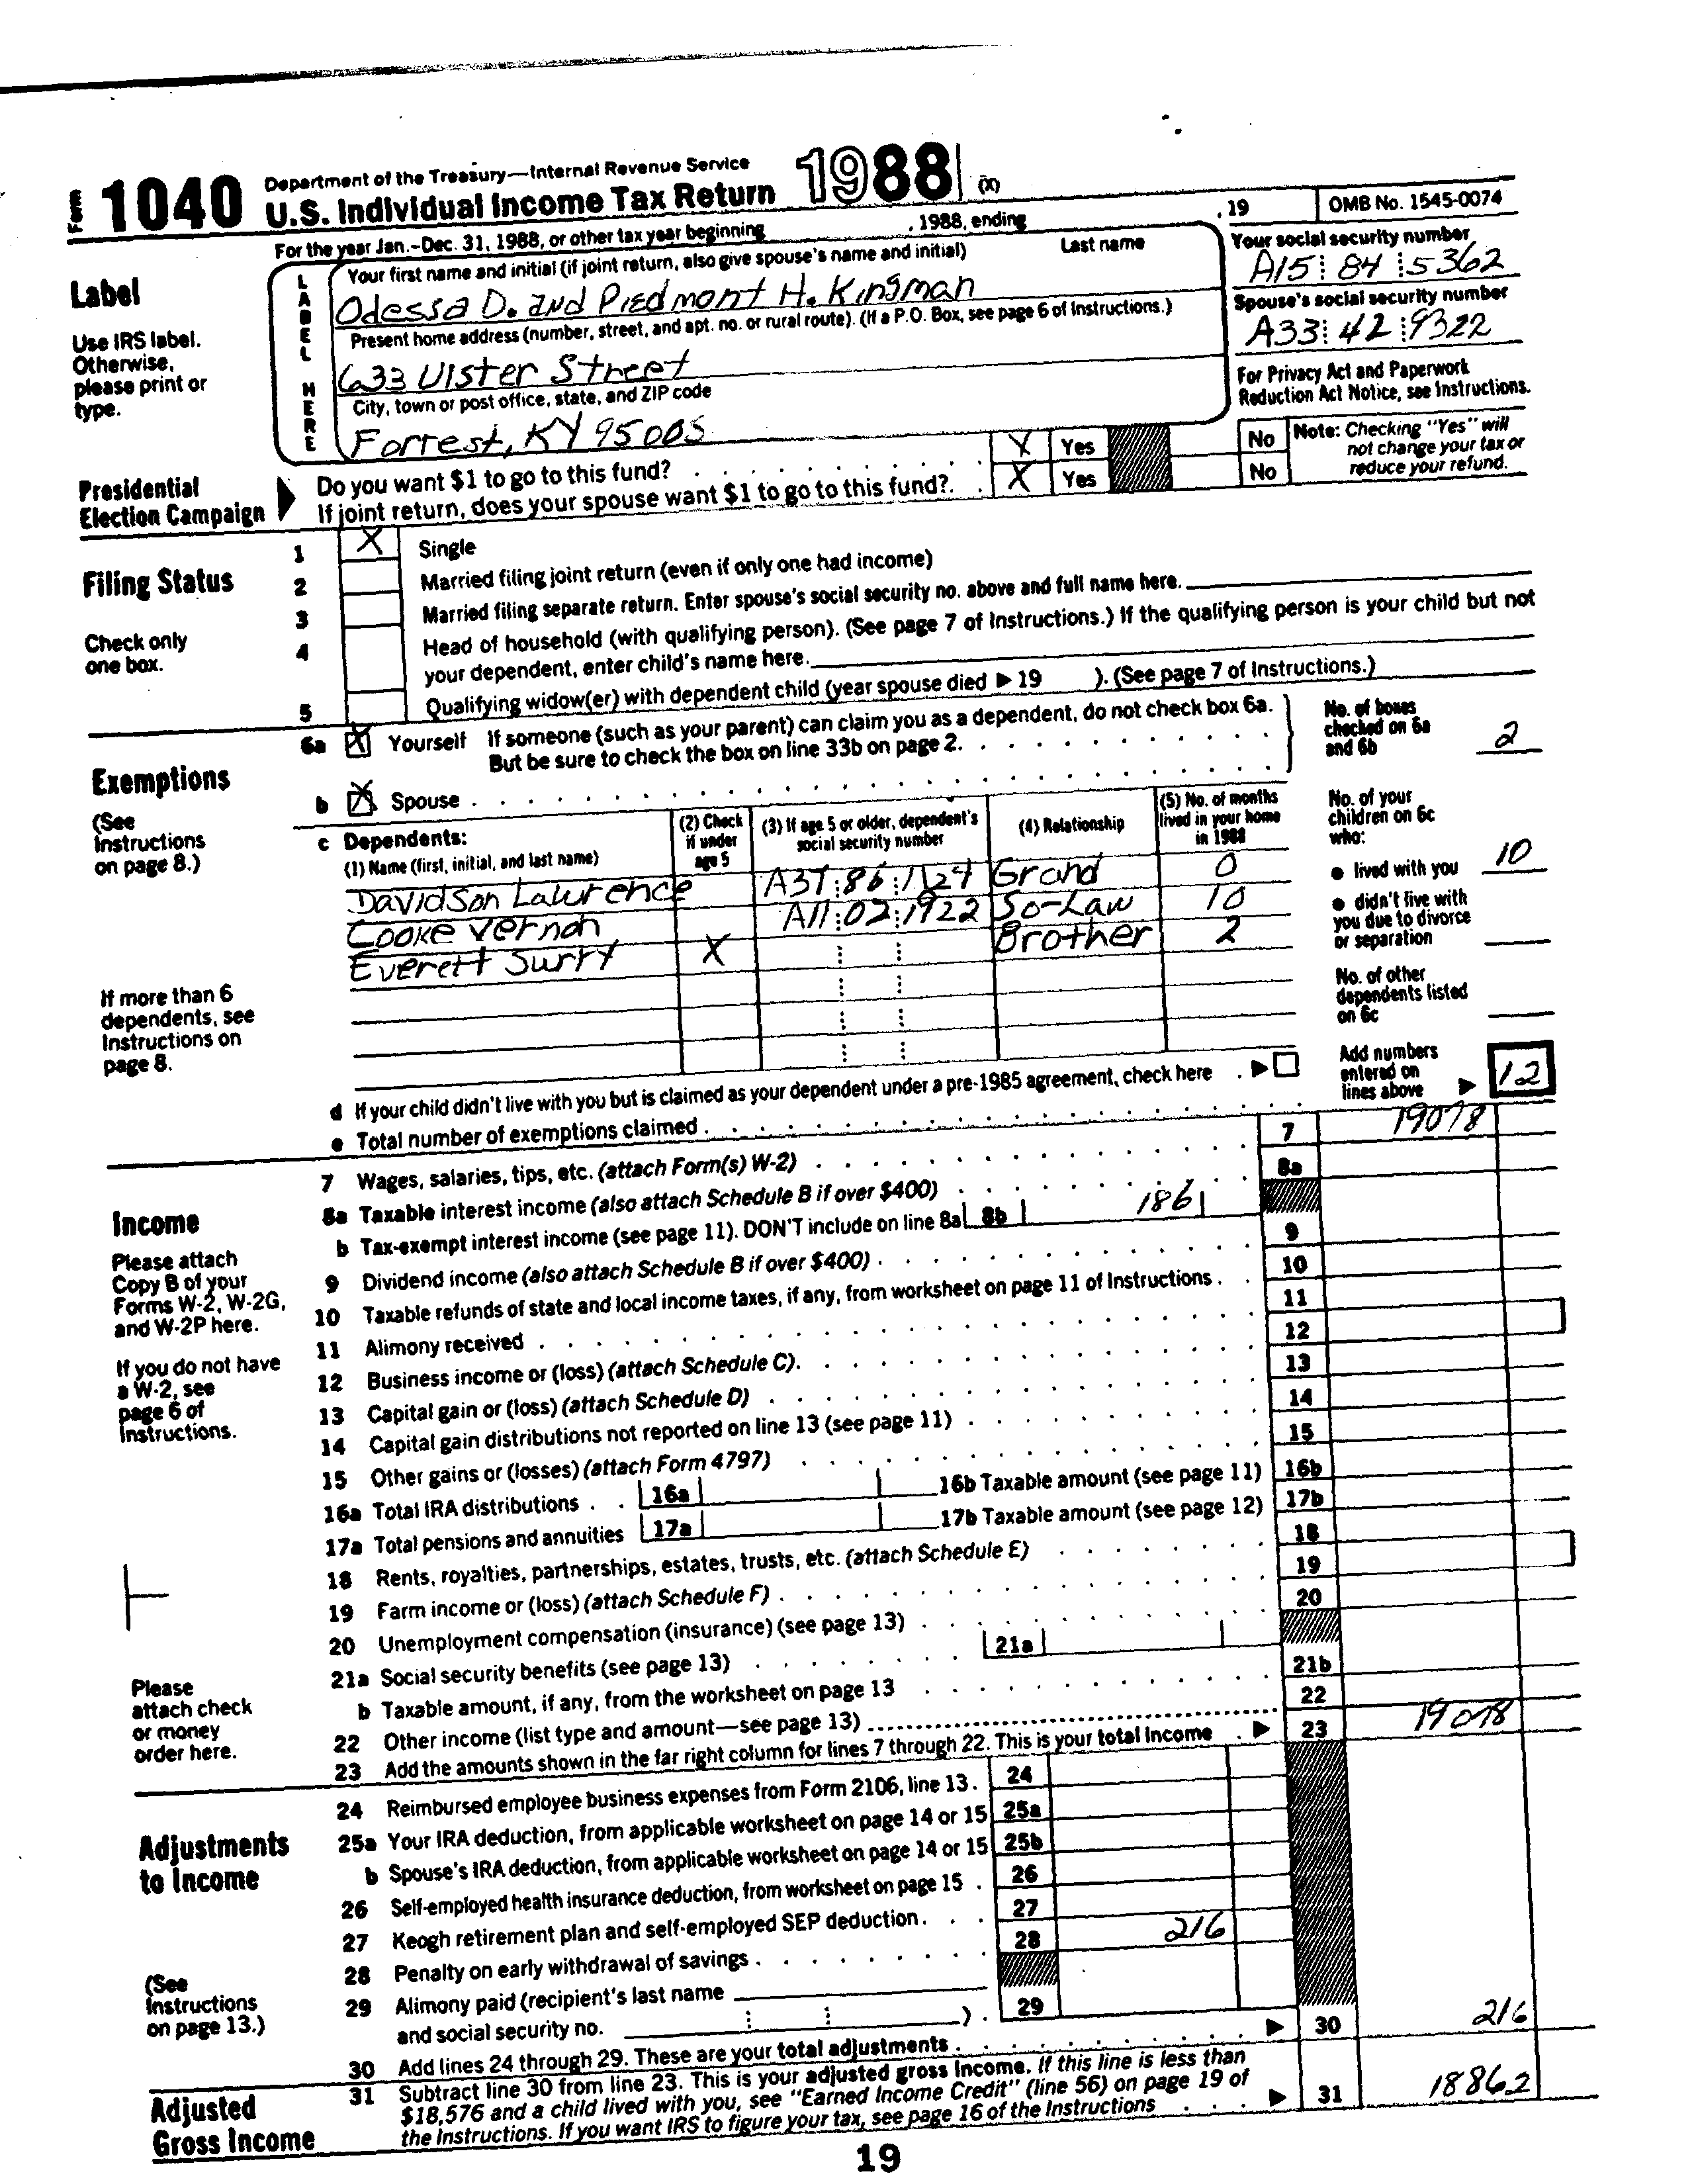 Form 1040 Department of the Treasury—Internal Revenue Service
U.S. Individual Income Tax Return 1988 (X)
For the year Jan.–Dec. 31, 1988, or other tax year beginning , 1988, ending , 19 OMB No. 1545-0074
Label
Use IRS label.
Otherwise,
please print or
type.
LABEL HERE
Your first name and initial (if joint return, also give spouse's name and initial) Last name
Odessa D. and Piedmont H. Kingman
Your social security number
A15 84 5362
Present home address (number, street, and apt. no. or rural route). (If a P.O. Box, see page 6 of Instructions.)
633 Ulster Street
Spouse's social security number
A33 42 9322
City, town or post office, state, and ZIP code
Forrest, KY 95005
For Privacy Act and Paperwork
Reduction Act Notice, see Instructions.
Presidential
Election Campaign
Do you want $1 to go to this fund? X Yes No
If joint return, does your spouse want $1 to go to this fund? X Yes No
Note: Checking "Yes" will
not change your tax or
reduce your refund.
Filing Status
Check only
one box.
1 X Single
2 Married filing joint return (even if only one had income)
3 Married filing separate return. Enter spouse's social security no. above and full name here.
4 Head of household (with qualifying person). (See page 7 of Instructions.) If the qualifying person is your child but not
your dependent, enter child's name here.
5 Qualifying widow(er) with dependent child (year spouse died ▶ 19 ). (See page 7 of Instructions.)
Exemptions
(See
Instructions
on page 8.)
If more than 6
dependents, see
Instructions on
page 8.
6a X Yourself If someone (such as your parent) can claim you as a dependent, do not check box 6a.
But be sure to check the box on line 33b on page 2.
b X Spouse
No. of boxes
checked on 6a
and 6b 2
c Dependents:
(1) Name (first, initial, and last name)
(2) Check
if under
age 5
(3) If age 5 or older, dependent's
social security number
(4) Relationship
(5) No. of months
lived in your home
in 1988
Davidson Lawrence Grand 0
Cooke Vernon A11 02 1922 So-Law 10
Everett Surry X Brother 2
No. of your
children on 6c
who:
● lived with you 10
● didn't live with
you due to divorce
or separation
No. of other
dependents listed
on 6c
Add numbers
entered on
lines above ▶ 12
d If your child didn't live with you but is claimed as your dependent under a pre-1985 agreement, check here ▶
e Total number of exemptions claimed
Income
Please attach
Copy B of your
Forms W-2, W-2G,
and W-2P here.
If you do not have
a W-2, see
page 6 of
Instructions.
Please
attach check
or money
order here.
7 Wages, salaries, tips, etc. (attach Form(s) W-2) 7 19078
8a Taxable interest income (also attach Schedule B if over $400) 8a
b Tax-exempt interest income (see page 11). DON'T include on line 8a 8b 186
9 Dividend income (also attach Schedule B if over $400) 9
10 Taxable refunds of state and local income taxes, if any, from worksheet on page 11 of Instructions 10
11 Alimony received 11
12 Business income or (loss) (attach Schedule C) 12
13 Capital gain or (loss) (attach Schedule D) 13
14 Capital gain distributions not reported on line 13 (see page 11) 14
15 Other gains or (losses) (attach Form 4797) 15
16a Total IRA distributions 16a 16b Taxable amount (see page 11) 16b
17a Total pensions and annuities 17a 17b Taxable amount (see page 12) 17b
18 Rents, royalties, partnerships, estates, trusts, etc. (attach Schedule E) 18
19 Farm income or (loss) (attach Schedule F) 19
20 Unemployment compensation (insurance) (see page 13) 20
21a Social security benefits (see page 13) 21a
b Taxable amount, if any, from the worksheet on page 13 21b
22 Other income (list type and amount—see page 13) 22
23 Add the amounts shown in the far right column for lines 7 through 22. This is your total income ▶ 23 19078
Adjustments
to Income
(See
Instructions
on page 13.)
24 Reimbursed employee business expenses from Form 2106, line 13. 24
25a Your IRA deduction, from applicable worksheet on page 14 or 15 25a
b Spouse's IRA deduction, from applicable worksheet on page 14 or 15 25b
26 Self-employed health insurance deduction, from worksheet on page 15 26
27 Keogh retirement plan and self-employed SEP deduction 27
28 Penalty on early withdrawal of savings 28 216
29 Alimony paid (recipient's last name
and social security no. ) 29
30 Add lines 24 through 29. These are your total adjustments ▶ 30 216
Adjusted
Gross Income
31 Subtract line 30 from line 23. This is your adjusted gross income. If this line is less than
$18,576 and a child lived with you, see "Earned Income Credit" (line 56) on page 19 of
the Instructions. If you want IRS to figure your tax, see page 16 of the Instructions ▶ 31 18862
19